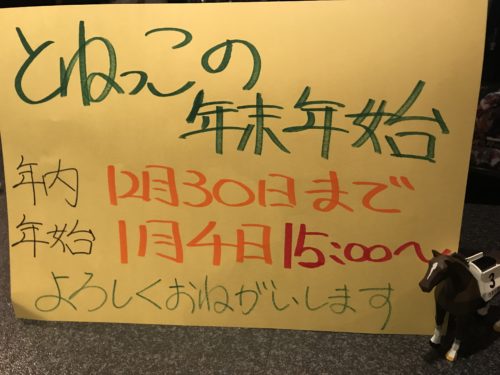 とねっこの
年末年始
年内 12月30日まで
年始 1月4日 15:00〜
よろしくおねがいします
3